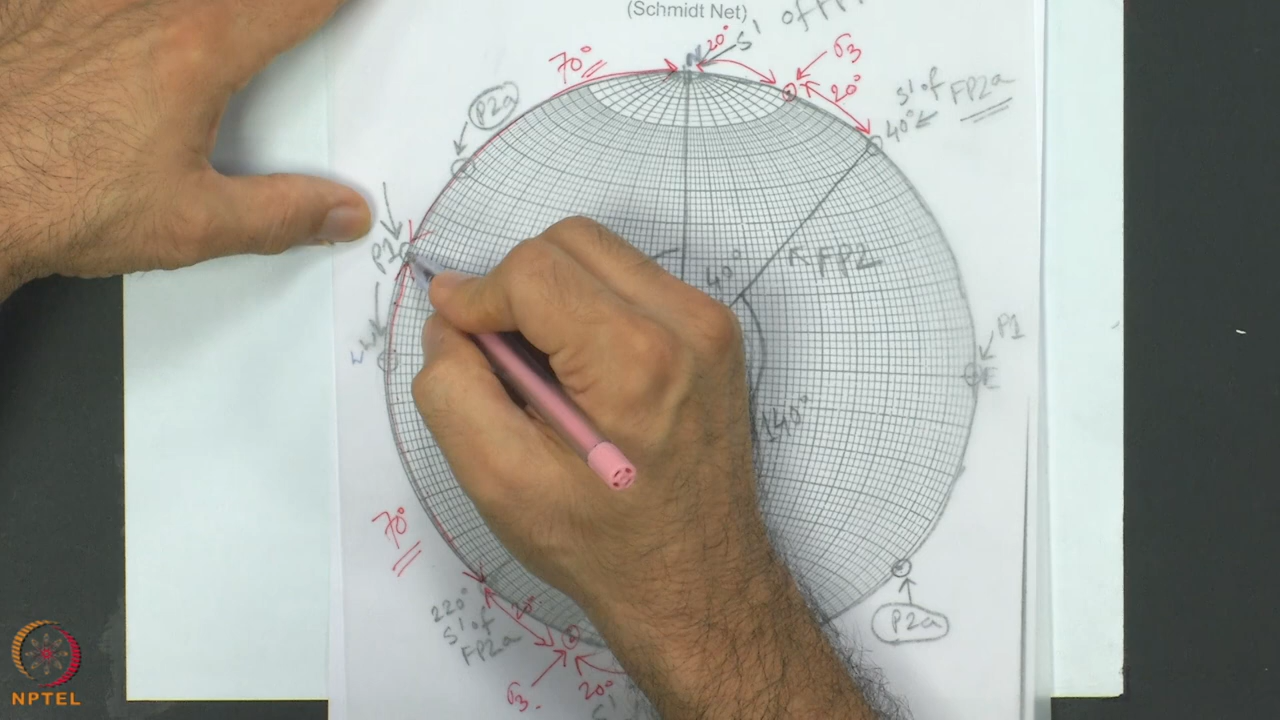 (Schmidt Net)
S' of FP
70°
N
20°
σ3
20°
S' of
FP2a
40°
P2a
P1
40°
FP2
W
P1
E
140°
70°
220°
S' of
FP2a
20°
P2a
σ3
20°
S'
NPTEL